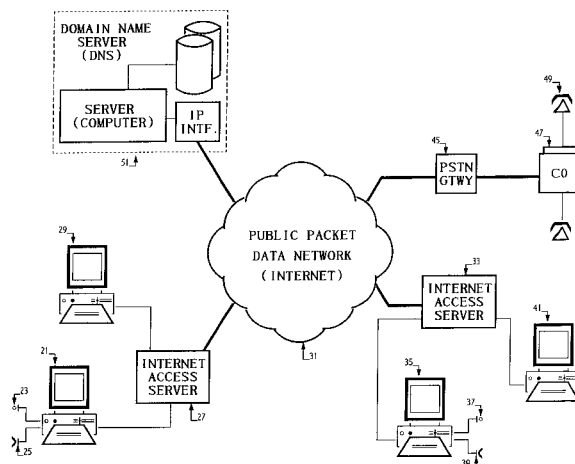 DOMAIN NAME
SERVER
(DNS)
SERVER
(COMPUTER)
IP
INTF.
51
49
47
45
PSTN
GTWY
CO
PUBLIC PACKET
DATA NETWORK
(INTERNET)
31
29
33
INTERNET
ACCESS
SERVER
41
21
23
25
INTERNET
ACCESS
SERVER
27
35
37
39